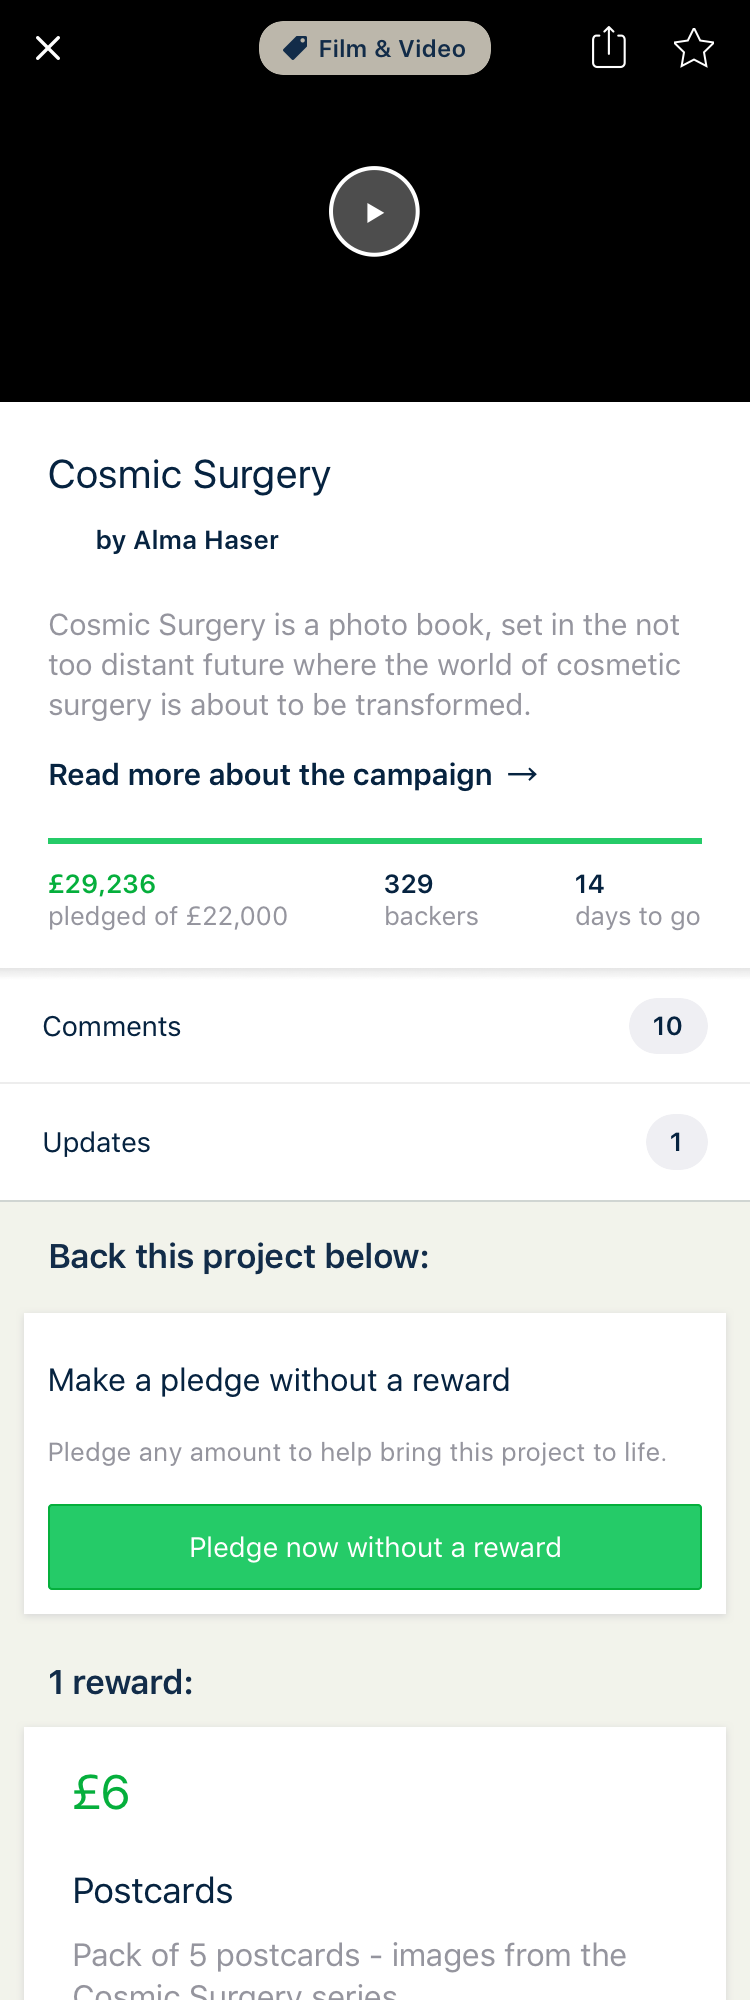 Film & Video
Cosmic Surgery
by Alma Haser
Cosmic Surgery is a photo book, set in the not
too distant future where the world of cosmetic
surgery is about to be transformed.
Read more about the campaign →
£29,236
pledged of £22,000
329
backers
14
days to go
Comments
10
Updates
1
Back this project below:
Make a pledge without a reward
Pledge any amount to help bring this project to life.
Pledge now without a reward
1 reward:
£6
Postcards
Pack of 5 postcards - images from the
Cosmic Surgery series